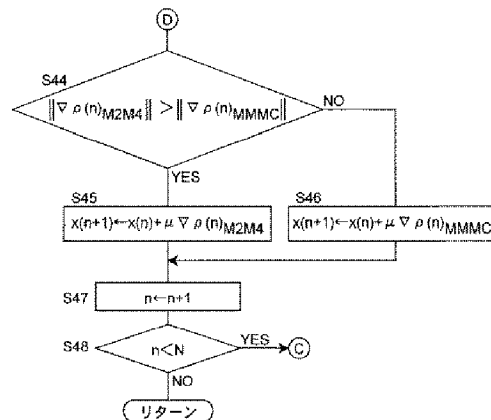 D
S44
‖∇ρ(n)M2M4‖>‖∇ρ(n)MMMC‖
NO
YES
S45
x(n+1)←x(n)+μ∇ρ(n)M2M4
S46
x(n+1)←x(n)+μ∇ρ(n)MMMC
S47
n←n+1
S48
n<N
YES
C
NO
リターン